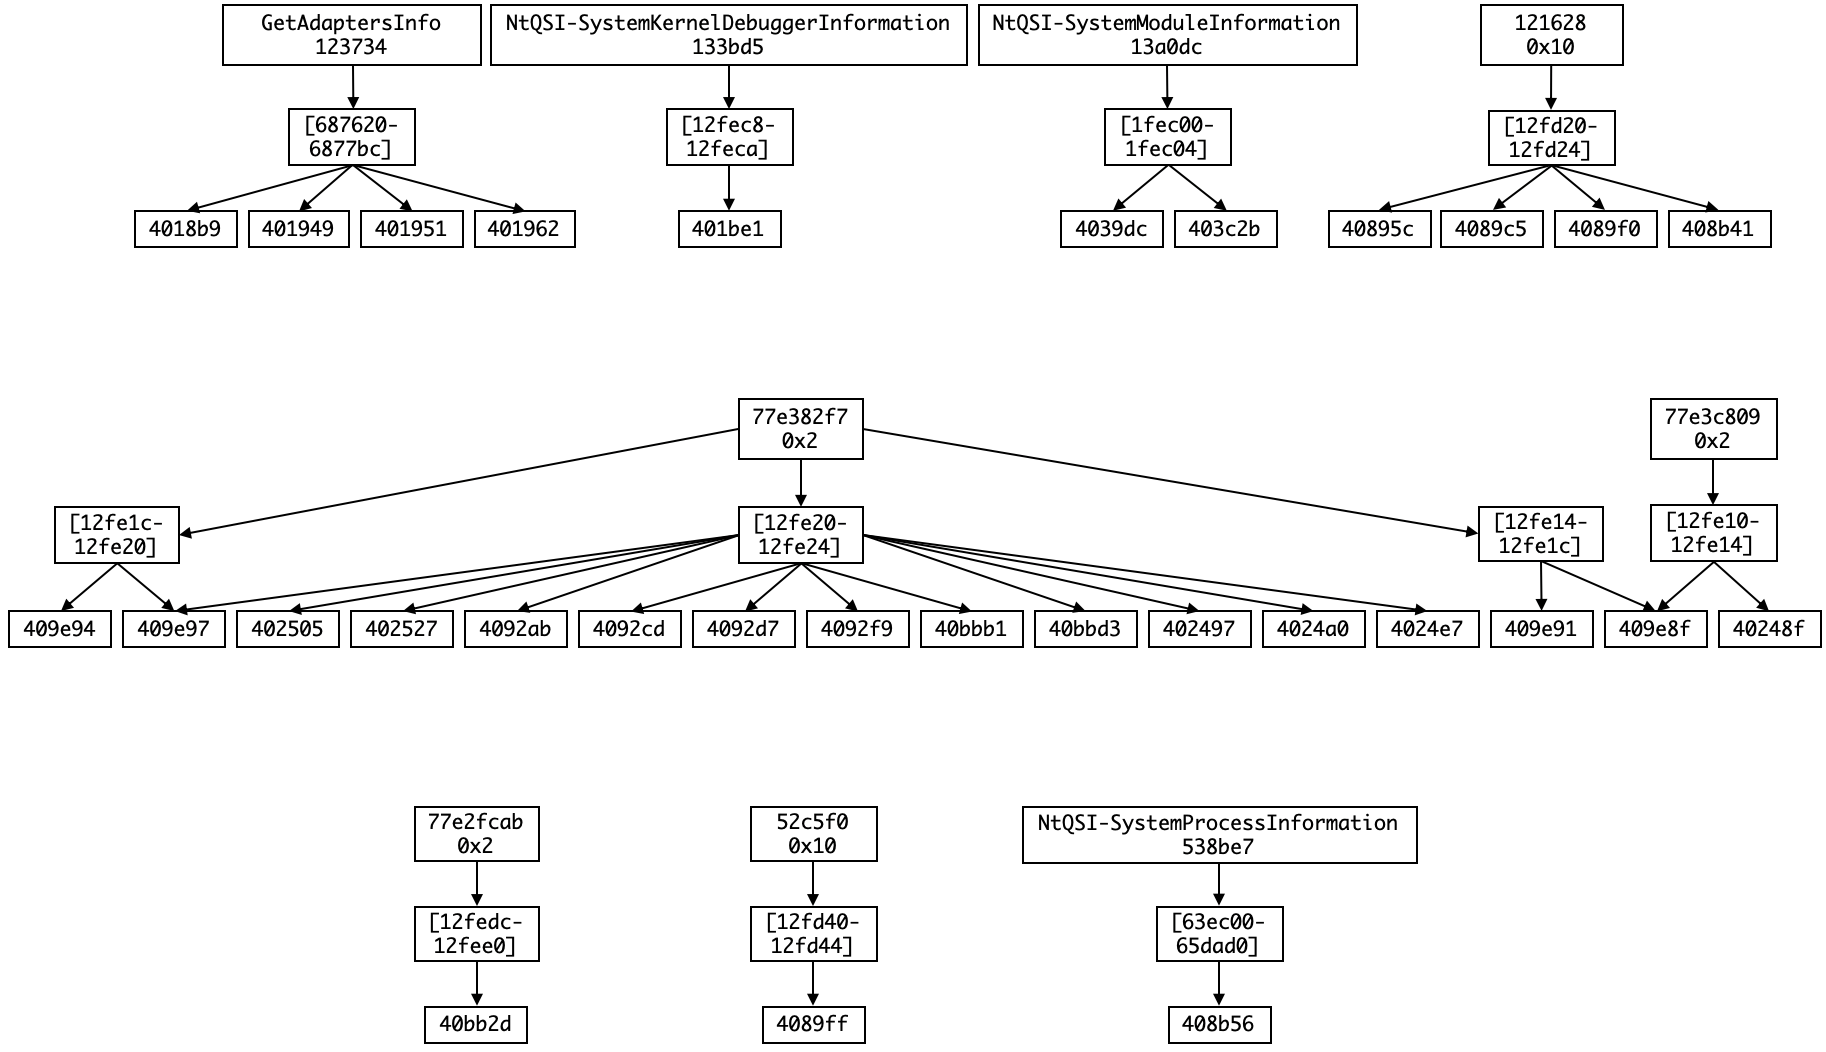 GetAdaptersInfo
123734
NtQSI-SystemKernelDebuggerInformation
133bd5
NtQSI-SystemModuleInformation
13a0dc
121628
0x10
[687620-
6877bc]
[12fec8-
12feca]
[1fec00-
1fec04]
[12fd20-
12fd24]
4018b9
401949
401951
401962
401be1
4039dc
403c2b
40895c
4089c5
4089f0
408b41
77e382f7
0x2
77e3c809
0x2
[12fe1c-
12fe20]
[12fe20-
12fe24]
[12fe14-
12fe1c]
[12fe10-
12fe14]
409e94
409e97
402505
402527
4092ab
4092cd
4092d7
4092f9
40bbb1
40bbd3
402497
4024a0
4024e7
409e91
409e8f
40248f
77e2fcab
0x2
52c5f0
0x10
NtQSI-SystemProcessInformation
538be7
[12fedc-
12fee0]
[12fd40-
12fd44]
[63ec00-
65dad0]
40bb2d
4089ff
408b56